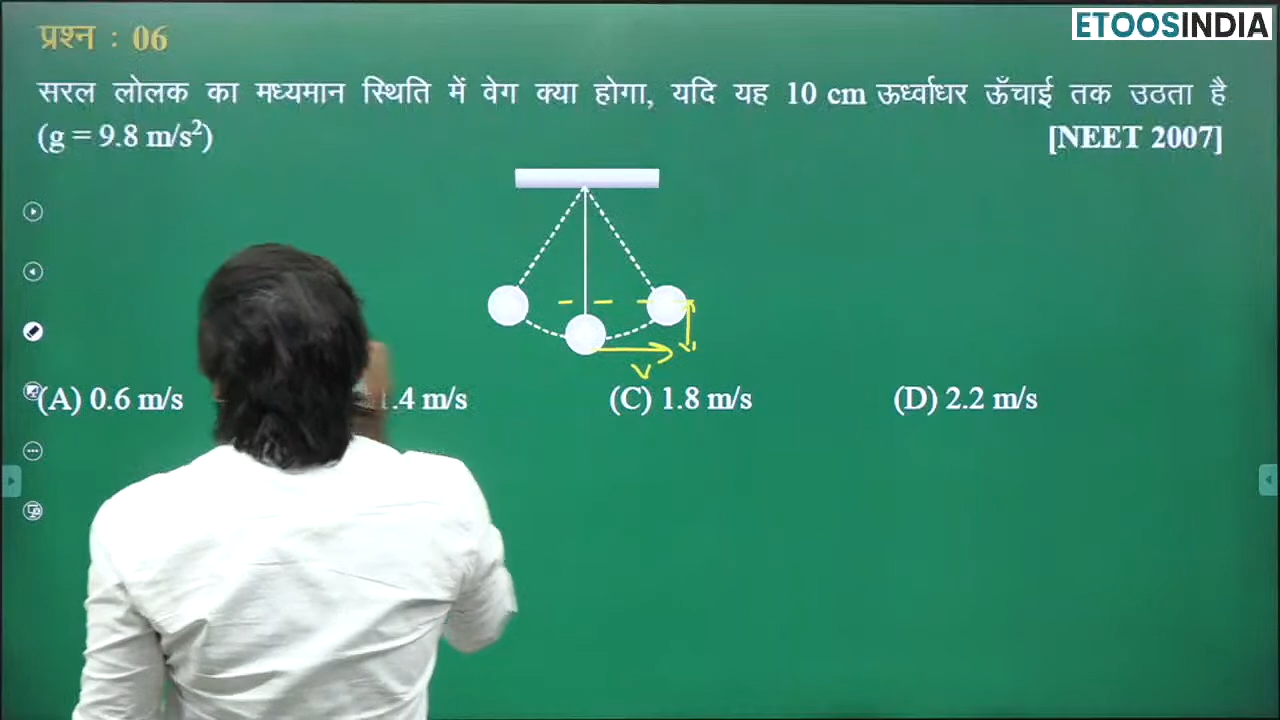 ETOOSINDIA
प्रश्न : 06
सरल लोलक का मध्यमान स्थिति में वेग क्या होगा, यदि यह 10 cm ऊर्ध्वाधर ऊँचाई तक उठता है
(g = 9.8 m/s²) [NEET 2007]
v
(A) 0.6 m/s 1.4 m/s (C) 1.8 m/s (D) 2.2 m/s